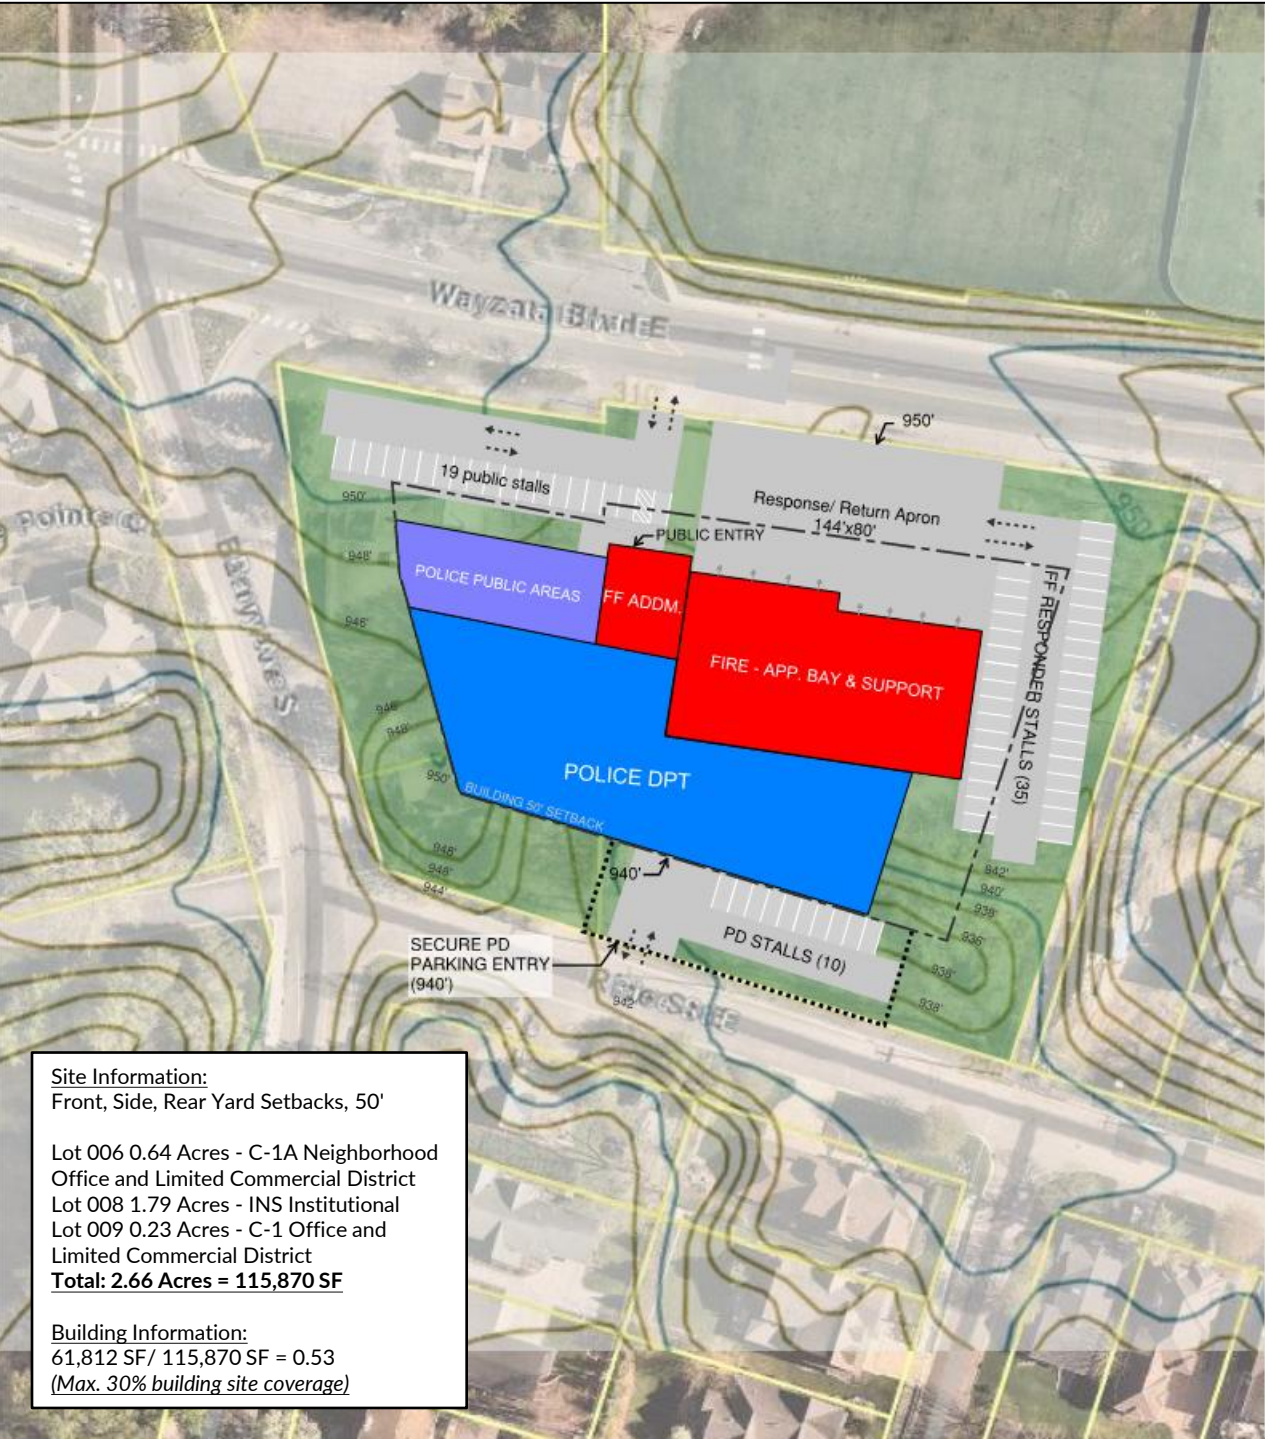 Wayzata Blvd E
950'
19 public stalls
950'
Response/ Return Apron
144'x80'
PUBLIC ENTRY
948'
POLICE PUBLIC AREAS
FF ADDM.
946'
FF RESPONDER STALLS (35)
FIRE - APP. BAY & SUPPORT
946'
948'
POLICE DPT
950'
BUILDING 50' SETBACK
948'
946'
944'
940'
942'
940'
938'
936'
PD STALLS (10)
SECURE PD
PARKING ENTRY
(940')
936'
938'
942'
Site Information:
Front, Side, Rear Yard Setbacks, 50'
Lot 006 0.64 Acres - C-1A Neighborhood
Office and Limited Commercial District
Lot 008 1.79 Acres - INS Institutional
Lot 009 0.23 Acres - C-1 Office and
Limited Commercial District
Total: 2.66 Acres = 115,870 SF
Building Information:
61,812 SF/ 115,870 SF = 0.53
(Max. 30% building site coverage)